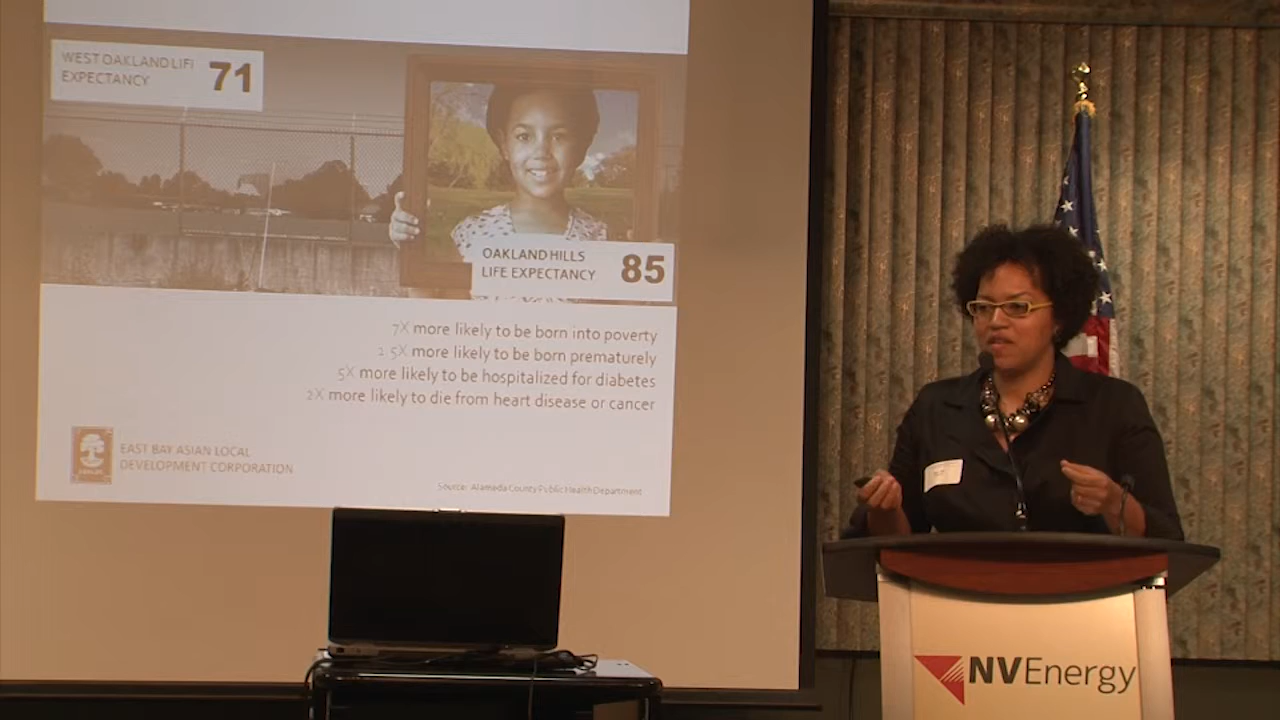 WEST OAKLAND LIFE
EXPECTANCY
71
OAKLAND HILLS
LIFE EXPECTANCY
85
7X more likely to be born into poverty
2.5X more likely to be born prematurely
5X more likely to be hospitalized for diabetes
2X more likely to die from heart disease or cancer
EAST BAY ASIAN LOCAL
DEVELOPMENT CORPORATION
Source: Alameda County Public Health Department
NVEnergy